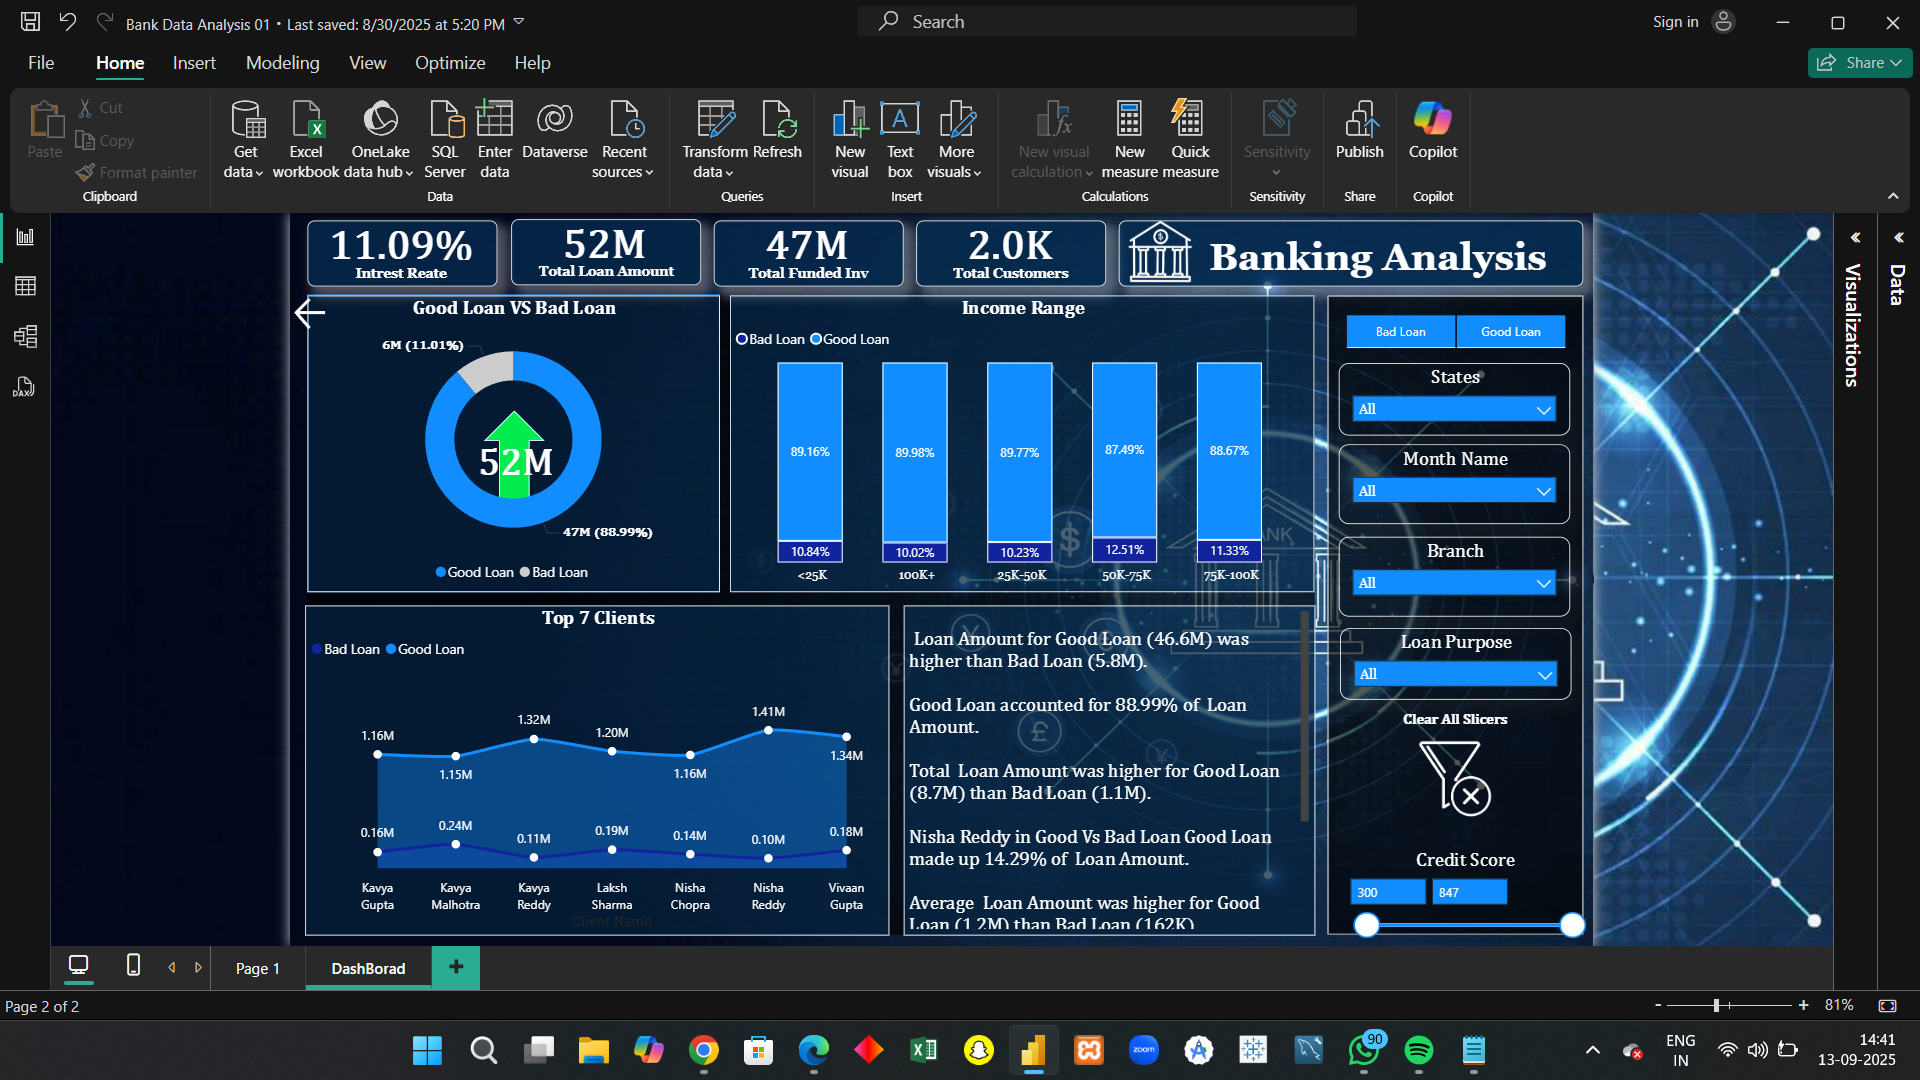 Bank Data Analysis 01 • Last saved: 8/30/2025 at 5:20 PM
Search
Sign in
File Home Insert Modeling View Optimize Help
Share
Paste
Cut
Copy
Format painter
Clipboard
Get data
Excel workbook
OneLake data hub
SQL Server
Enter data
Dataverse
Recent sources
Data
Transform data
Refresh
Queries
New visual
Text box
More visuals
Insert
New visual calculation
New measure
Quick measure
Calculations
Sensitivity
Sensitivity
Publish
Share
Copilot
Copilot
DAX
11.09%
Intrest Reate
52M
Total Loan Amount
47M
Total Funded Inv
2.0K
Total Customers
Banking Analysis
Good Loan VS Bad Loan
6M (11.01%)
52M
47M (88.99%)
Good Loan Bad Loan
Income Range
Bad Loan Good Loan
89.16% 89.98% 89.77% 87.49% 88.67%
10.84% 10.02% 10.23% 12.51% 11.33%
<25K 100K+ 25K-50K 50K-75K 75K-100K
Bad Loan Good Loan
States
All
Month Name
All
Branch
All
Loan Purpose
All
Clear All Slicers
Credit Score
300 847
Top 7 Clients
Bad Loan Good Loan
1.16M 1.15M 1.32M 1.20M 1.16M 1.41M 1.34M
0.16M 0.24M 0.11M 0.19M 0.14M 0.10M 0.18M
Kavya Gupta
Kavya Malhotra
Kavya Reddy
Laksh Sharma
Nisha Chopra
Nisha Reddy
Vivaan Gupta
Client Name
Loan Amount for Good Loan (46.6M) was
higher than Bad Loan (5.8M).
Good Loan accounted for 88.99% of Loan
Amount.
Total Loan Amount was higher for Good Loan
(8.7M) than Bad Loan (1.1M).
Nisha Reddy in Good Vs Bad Loan Good Loan
made up 14.29% of Loan Amount.
Average Loan Amount was higher for Good
Loan (1.2M) than Bad Loan (162K)
Visualizations
Data
Page 1
DashBorad
Page 2 of 2
- + 81%
zoom
90
ENG
IN
14:41
13-09-2025